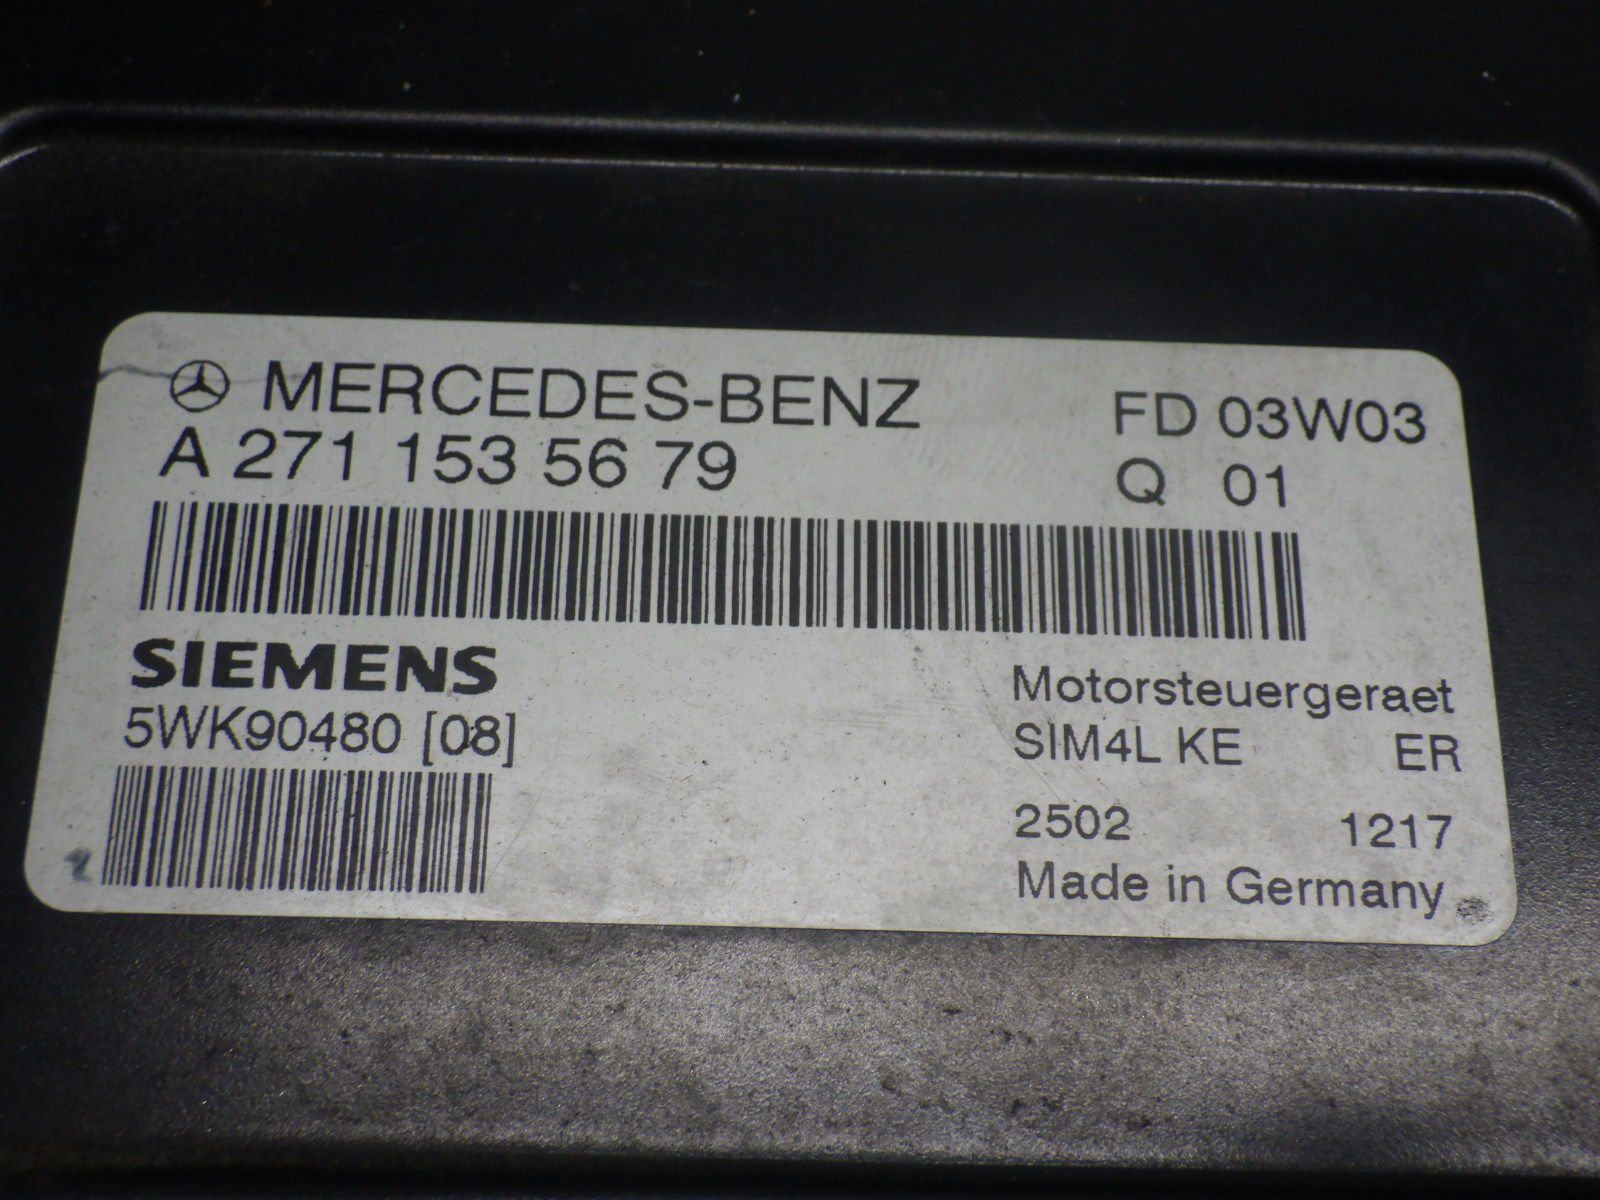 MERCEDES-BENZ FD 03W03
A 271 153 56 79 Q 01
SIEMENS
5WK90480 [08]
Motorsteuergeraet
SIM4L KE ER
2502 1217
Made in Germany